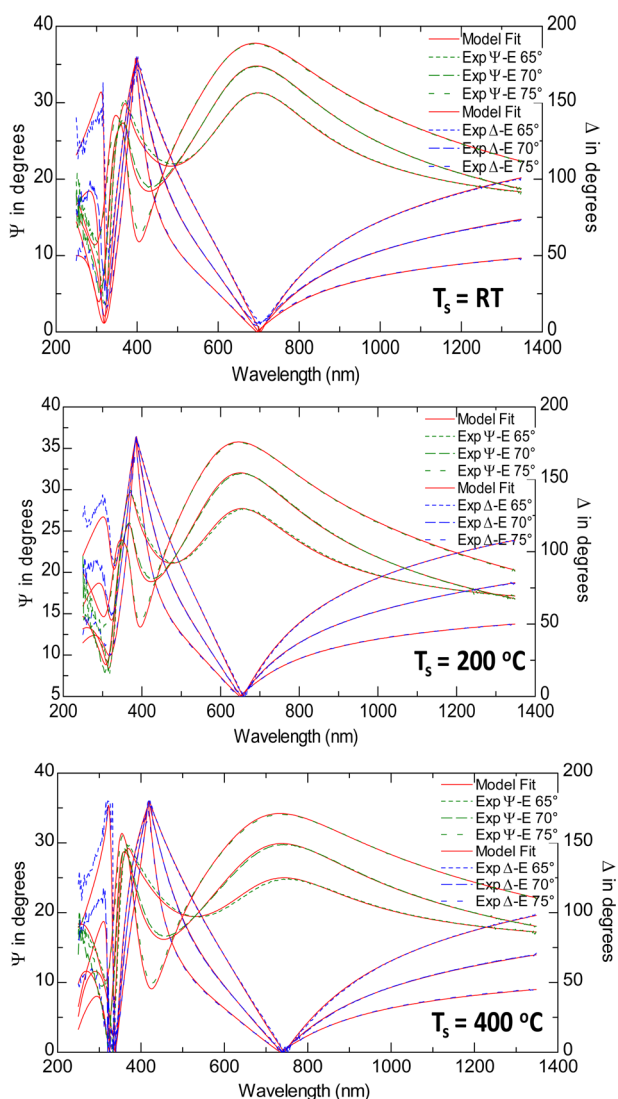 40
30
20
10
0
Ψ in degrees
200
150
100
50
0
Δ in degrees
Model Fit
Exp Ψ-E 65°
Exp Ψ-E 70°
Exp Ψ-E 75°
Model Fit
Exp Δ-E 65°
Exp Δ-E 70°
Exp Δ-E 75°
Ts = RT
200 400 600 800 1000 1200 1400
Wavelength (nm)
40
35
30
25
20
15
10
5
Ψ in degrees
200
150
100
50
0
Δ in degrees
Model Fit
Exp Ψ-E 65°
Exp Ψ-E 70°
Exp Ψ-E 75°
Model Fit
Exp Δ-E 65°
Exp Δ-E 70°
Exp Δ-E 75°
Ts = 200 ºC
200 400 600 800 1000 1200 1400
Wavelength (nm)
40
30
20
10
0
Ψ in degrees
200
150
100
50
0
Δ in degrees
Model Fit
Exp Ψ-E 65°
Exp Ψ-E 70°
Exp Ψ-E 75°
Model Fit
Exp Δ-E 65°
Exp Δ-E 70°
Exp Δ-E 75°
Ts = 400 ºC
200 400 600 800 1000 1200 1400
Wavelength (nm)